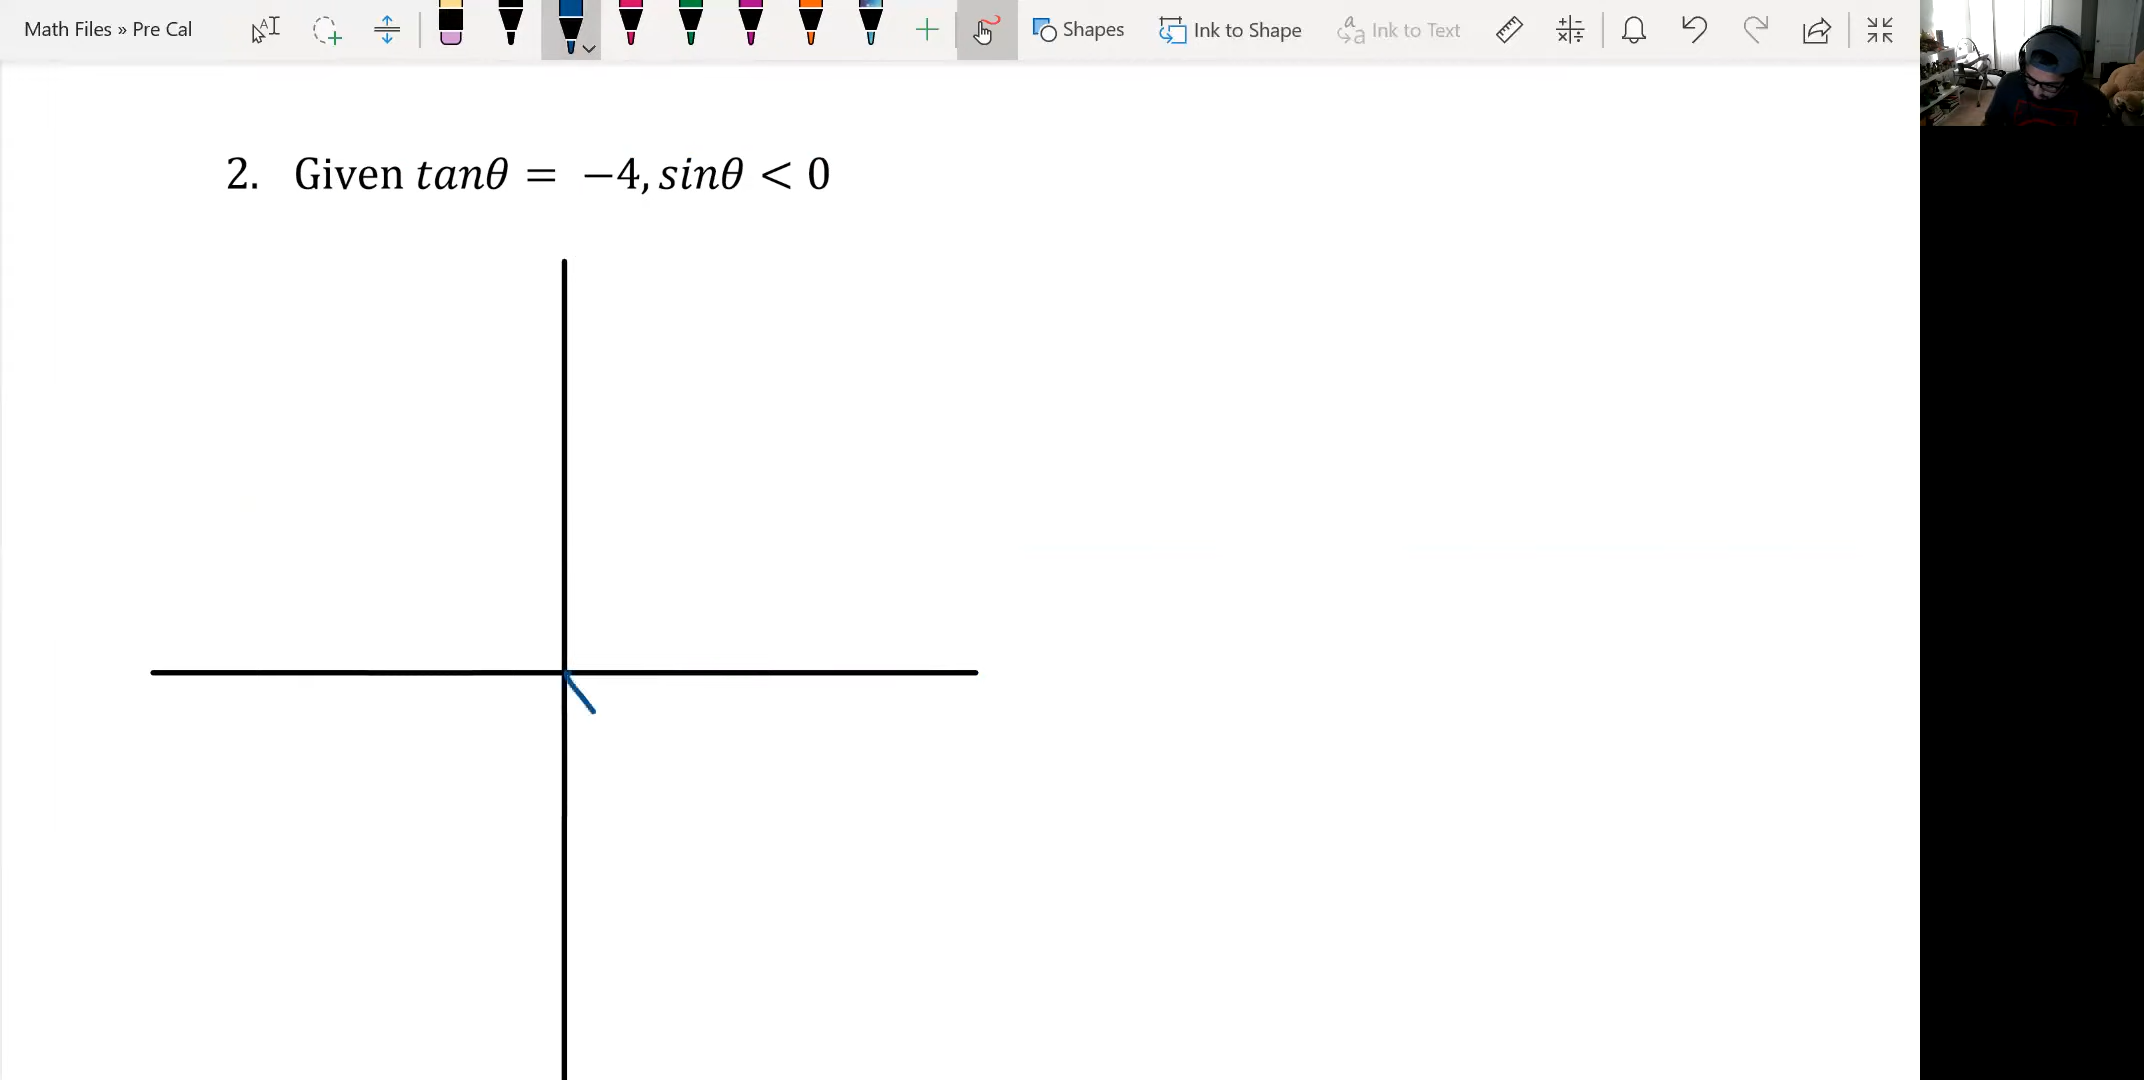 Math Files » Pre Cal
Shapes
Ink to Shape
Ink to Text
2. Given tanθ = −4, sinθ < 0